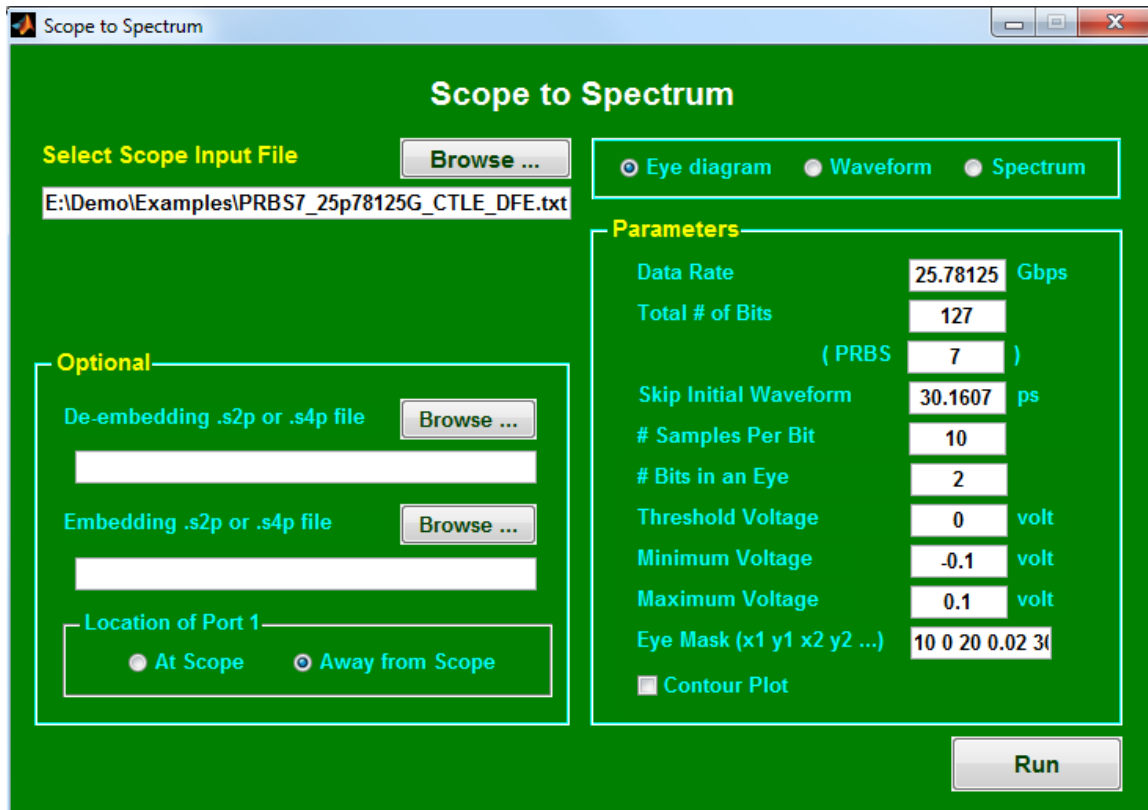 Scope to Spectrum
Scope to Spectrum
Select Scope Input File
Browse ...
E:\Demo\Examples\PRBS7_25p78125G_CTLE_DFE.txt
Eye diagram
Waveform
Spectrum
Optional
De-embedding .s2p or .s4p file
Browse ...
Embedding .s2p or .s4p file
Browse ...
Location of Port 1
At Scope
Away from Scope
Parameters
Data Rate 25.78125 Gbps
Total # of Bits 127
( PRBS 7 )
Skip Initial Waveform 30.1607 ps
# Samples Per Bit 10
# Bits in an Eye 2
Threshold Voltage 0 volt
Minimum Voltage -0.1 volt
Maximum Voltage 0.1 volt
Eye Mask (x1 y1 x2 y2 ...) 10 0 20 0.02
Contour Plot
Run